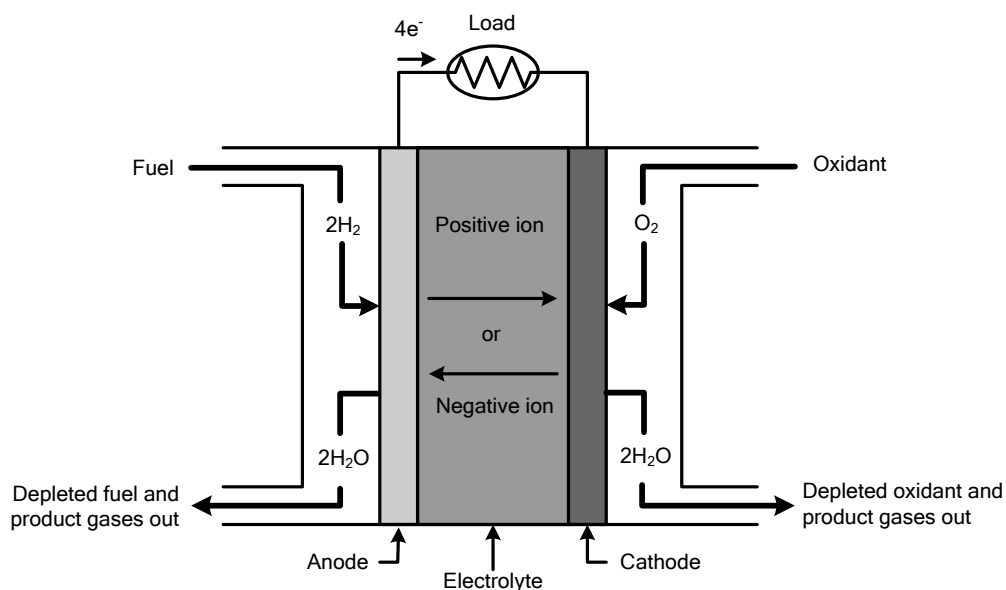 4e⁻
Load
Fuel
Oxidant
2H₂
Positive ion
O₂
or
Negative ion
2H₂O
2H₂O
Depleted fuel and
product gases out
Depleted oxidant and
product gases out
Anode
Electrolyte
Cathode